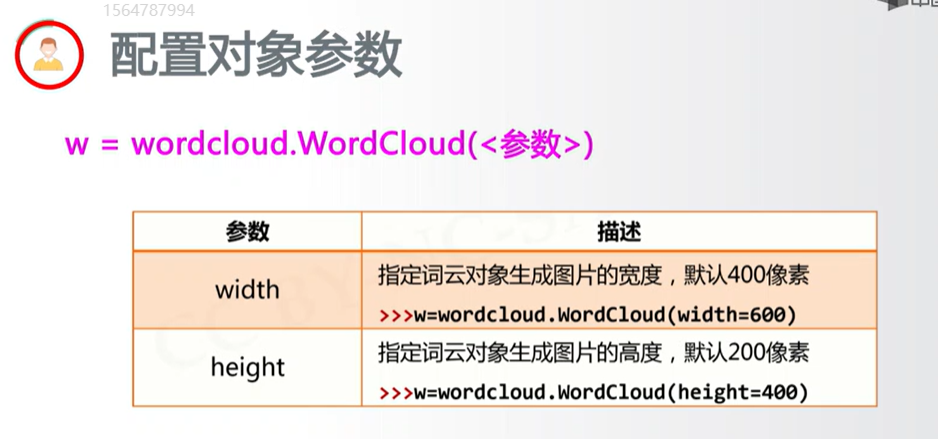 1564787994
配置对象参数
w = wordcloud.WordCloud(<参数>)
参数 描述
width
指定词云对象生成图片的宽度，默认400像素
>>>w=wordcloud.WordCloud(width=600)
height
指定词云对象生成图片的高度，默认200像素
>>>w=wordcloud.WordCloud(height=400)